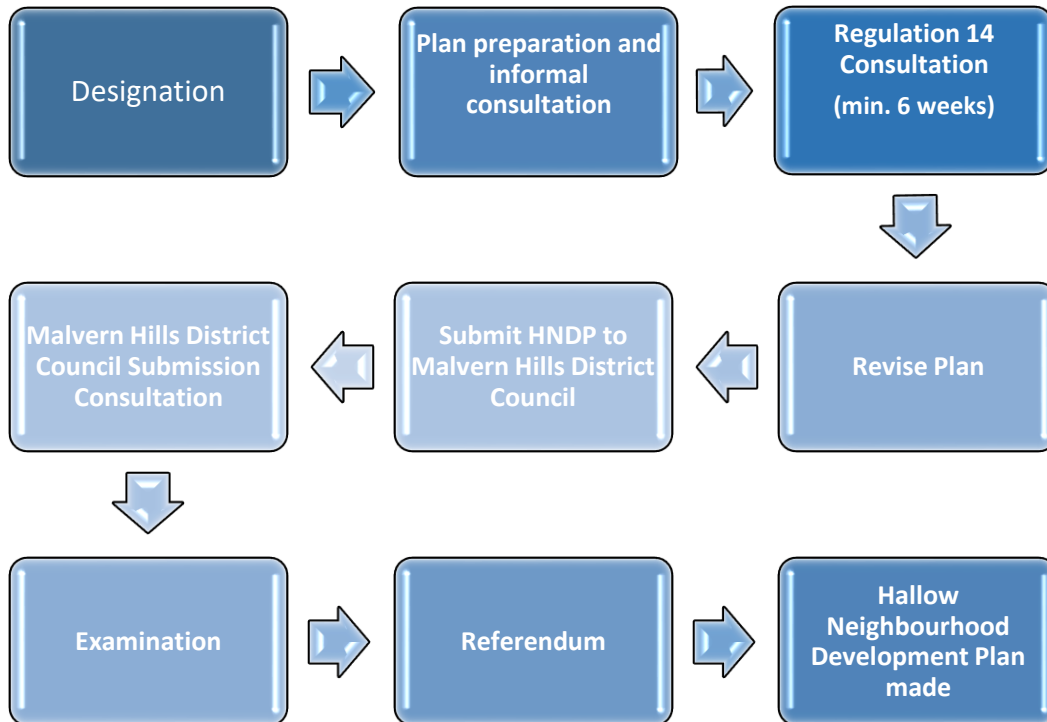 Designation
Plan preparation and
informal
consultation
Regulation 14
Consultation
(min. 6 weeks)
Revise Plan
Submit HNDP to
Malvern Hills District
Council
Malvern Hills District
Council Submission
Consultation
Examination
Referendum
Hallow
Neighbourhood
Development Plan
made